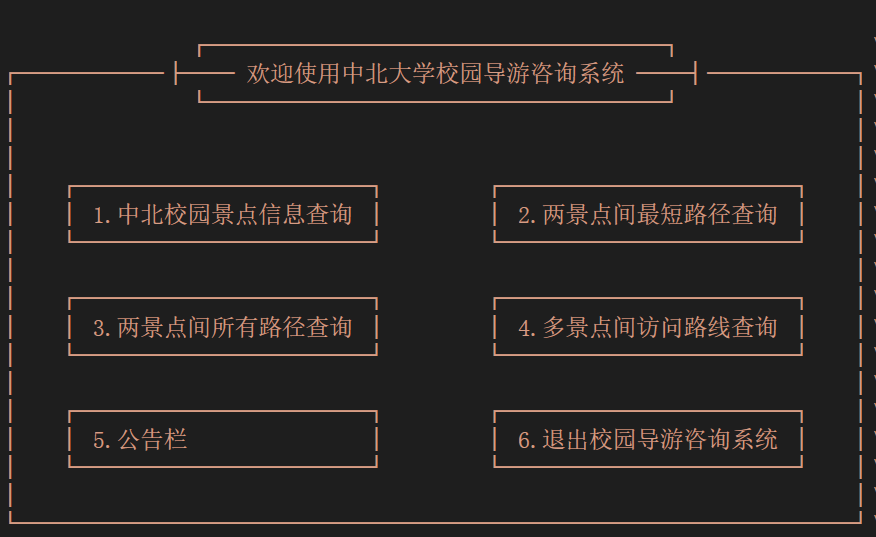 欢迎使用中北大学校园导游咨询系统
1.中北校园景点信息查询
2.两景点间最短路径查询
3.两景点间所有路径查询
4.多景点间访问路线查询
5.公告栏
6.退出校园导游咨询系统